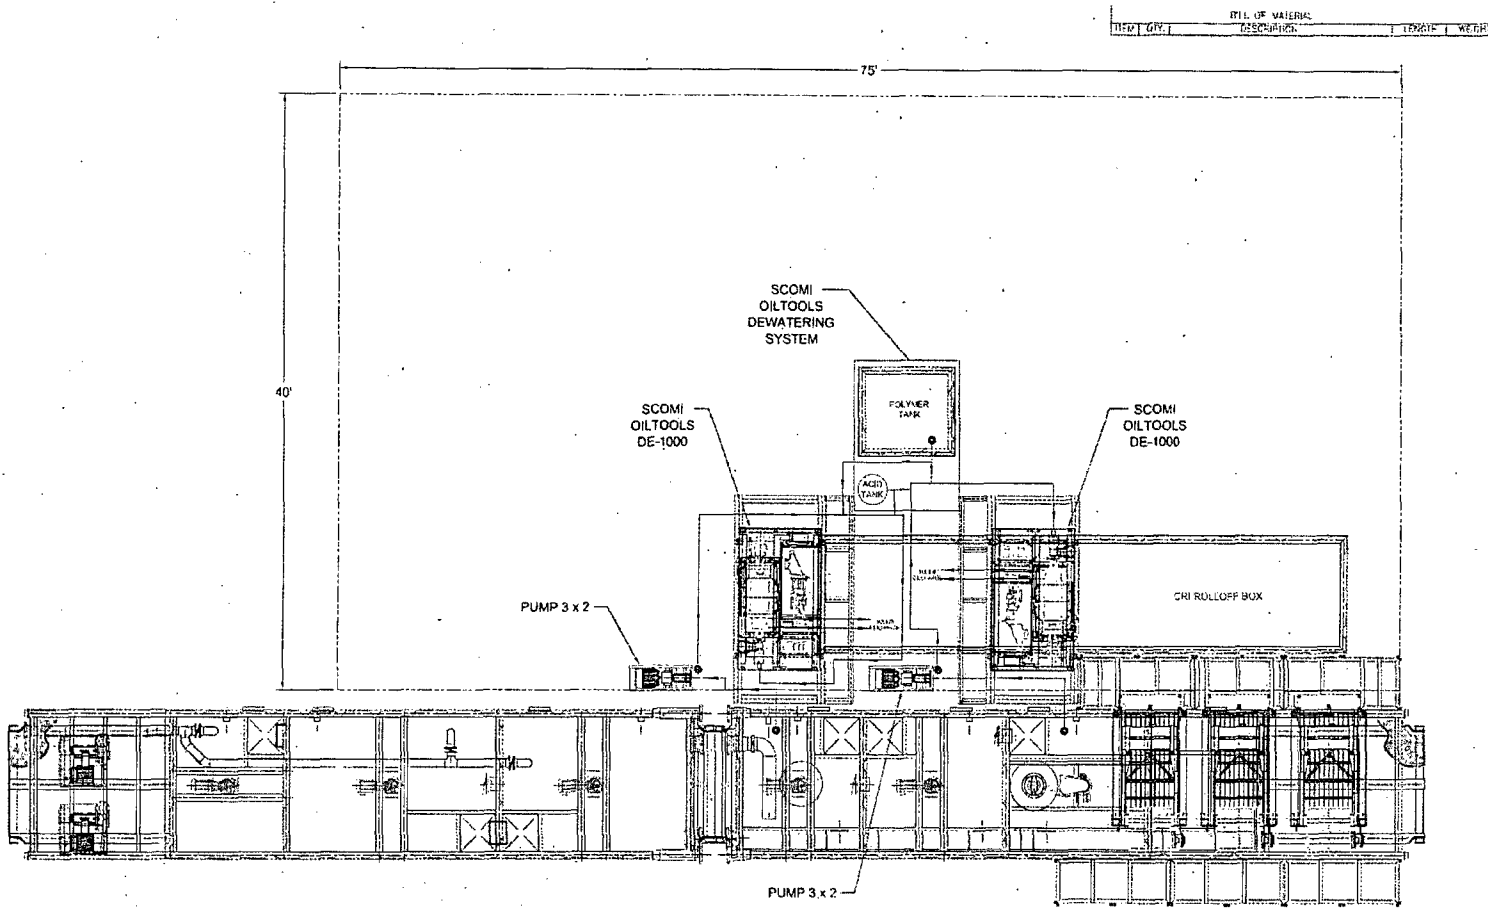 BILL OF MATERIAL
ITEM QTY. DESCRIPTION LENGTH WEIGHT
75'
40'
SCOMI
OILTOOLS
DEWATERING
SYSTEM
SCOMI
OILTOOLS
DE-1000
POLYMER
TANK
SCOMI
OILTOOLS
DE-1000
ACID
TANK
CRI ROLLOFF BOX
PUMP 3 x 2
PUMP 3 x 2